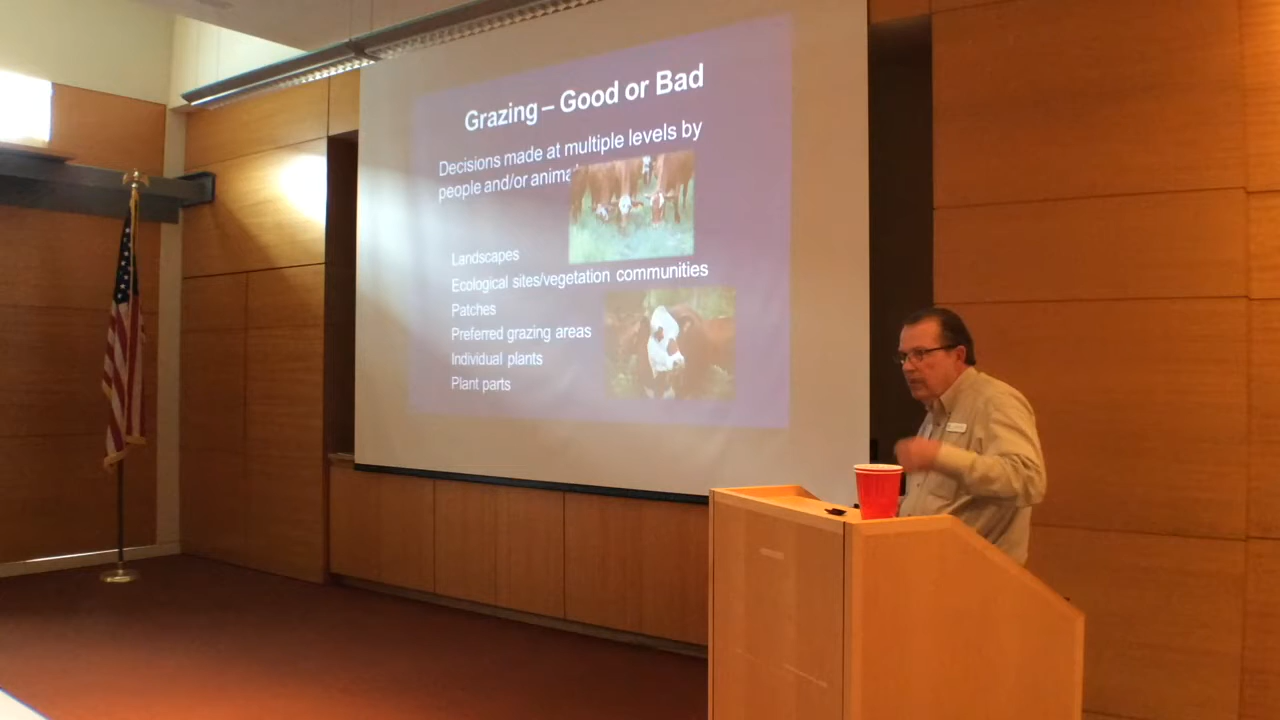 Grazing – Good or Bad
Decisions made at multiple levels by
people and/or
Landscapes
Ecological sites/vegetation communities
Patches
Preferred grazing areas
Individual plants
Plant parts